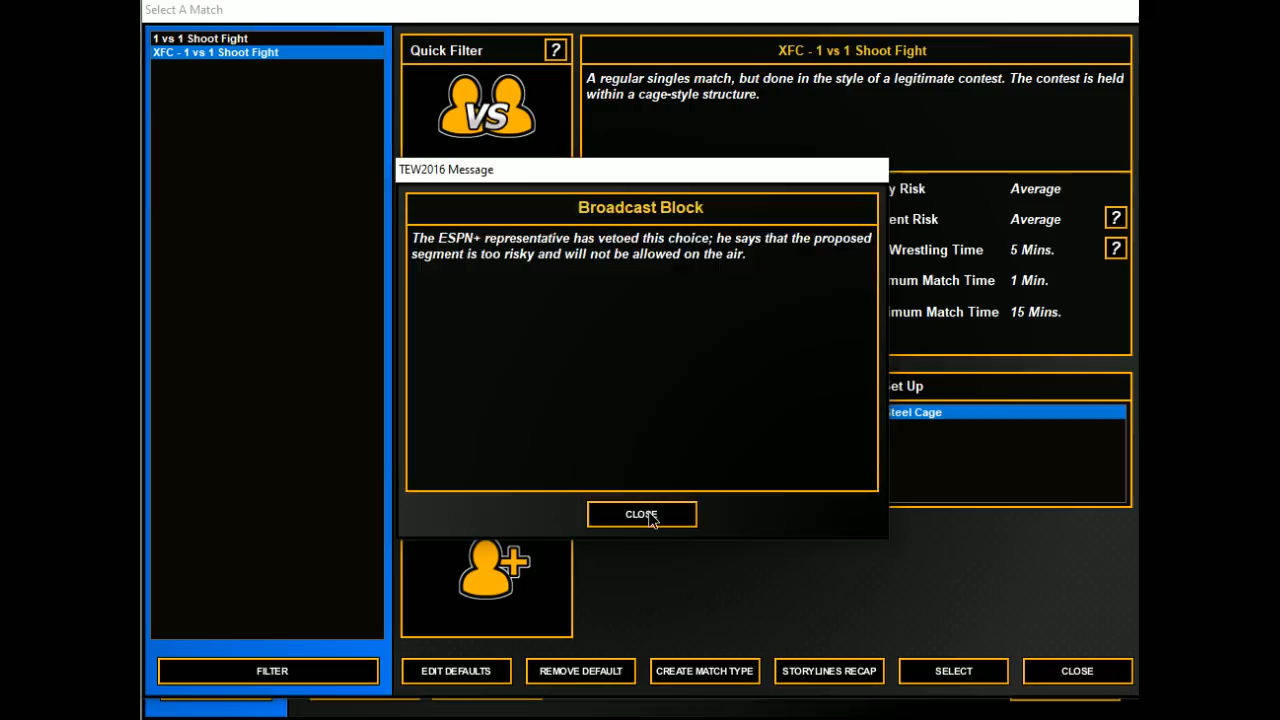 Select A Match
1 vs 1 Shoot Fight
XFC - 1 vs 1 Shoot Fight
Quick Filter
?
VS
XFC - 1 vs 1 Shoot Fight
A regular singles match, but done in the style of a legitimate contest. The contest is held
within a cage-style structure.
TEW2016 Message
Broadcast Block
The ESPN+ representative has vetoed this choice; he says that the proposed
segment is too risky and will not be allowed on the air.
CLOSE
y Risk Average
ent Risk Average ?
Wrestling Time 5 Mins. ?
mum Match Time 1 Min.
imum Match Time 15 Mins.
et Up
Steel Cage
FILTER
EDIT DEFAULTS
REMOVE DEFAULT
CREATE MATCH TYPE
STORYLINES RECAP
SELECT
CLOSE